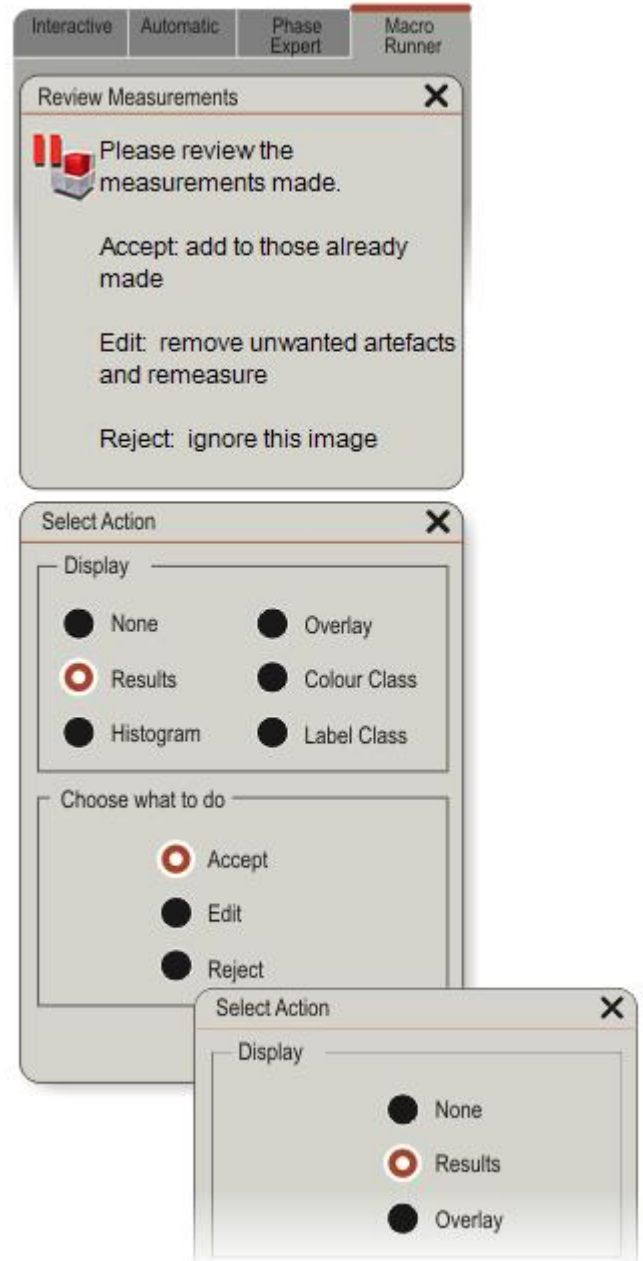 Interactive Automatic Phase Expert Macro Runner
Review Measurements
Please review the
measurements made.
Accept: add to those already
made
Edit: remove unwanted artefacts
and remeasure
Reject: ignore this image
Select Action
Display
None Overlay
Results Colour Class
Histogram Label Class
Choose what to do
Accept
Edit
Reject
Select Action
Display
None
Results
Overlay